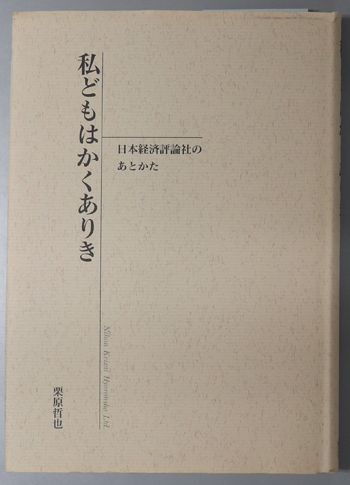 私どもはかくありき
日本経済評論社の
あとかた
Nihon Keizai Hyoronsha Ltd.
栗原哲也